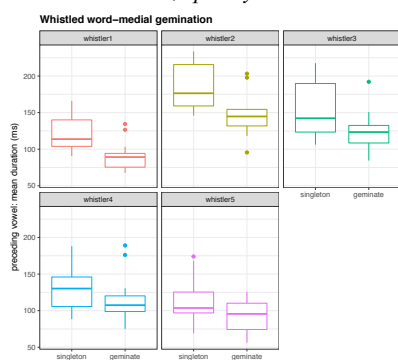 Whistled word−medial gemination
whistler1
whistler2
whistler3
preceding vowel: mean duration (ms)
200
150
100
50
singleton
geminate
whistler4
whistler5
200
150
100
50
singleton
geminate
singleton
geminate